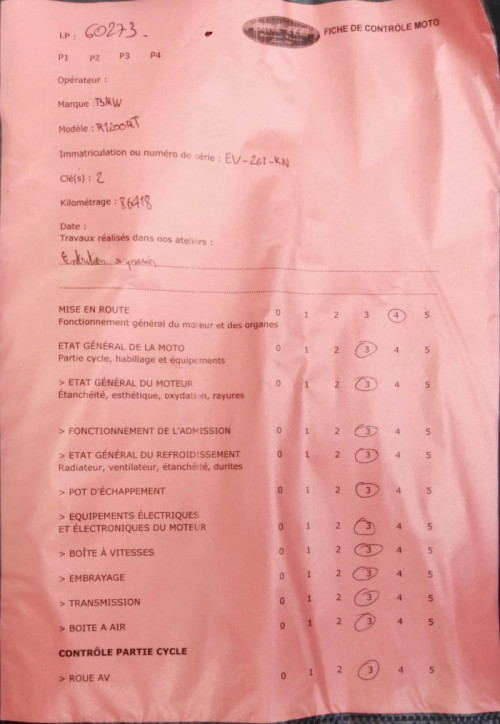 LP : 60273.
FICHE DE CONTRÔLE MOTO
P1 P2 P3 P4
Opérateur :
Marque : BMW
Modèle : R1200RT
Immatriculation ou numéro de série : EV-261-KN
Clé(s) : 2
Kilométrage : 86418
Date :
Travaux réalisés dans nos ateliers :
MISE EN ROUTE 0 1 2 3 4 5
Fonctionnement général du moteur et des organes
ETAT GÉNÉRAL DE LA MOTO 0 1 2 3 4 5
Partie cycle, habillage et équipements
> ETAT GÉNÉRAL DU MOTEUR 0 1 2 3 4 5
Étanchéité, esthétique, oxydation, rayures
> FONCTIONNEMENT DE L'ADMISSION 0 1 2 3 4 5
> ETAT GÉNÉRAL DU REFROIDISSEMENT 0 1 2 3 4 5
Radiateur, ventilateur, étanchéité, durites
> POT D'ÉCHAPPEMENT 0 1 2 3 4 5
> EQUIPEMENTS ÉLECTRIQUES
ET ÉLECTRONIQUES DU MOTEUR 0 1 2 3 4 5
> BOÎTE À VITESSES 0 1 2 3 4 5
> EMBRAYAGE 0 1 2 3 4 5
> TRANSMISSION 0 1 2 3 4 5
> BOITE A AIR 0 1 2 3 4 5
CONTRÔLE PARTIE CYCLE
> ROUE AV 0 1 2 3 4 5